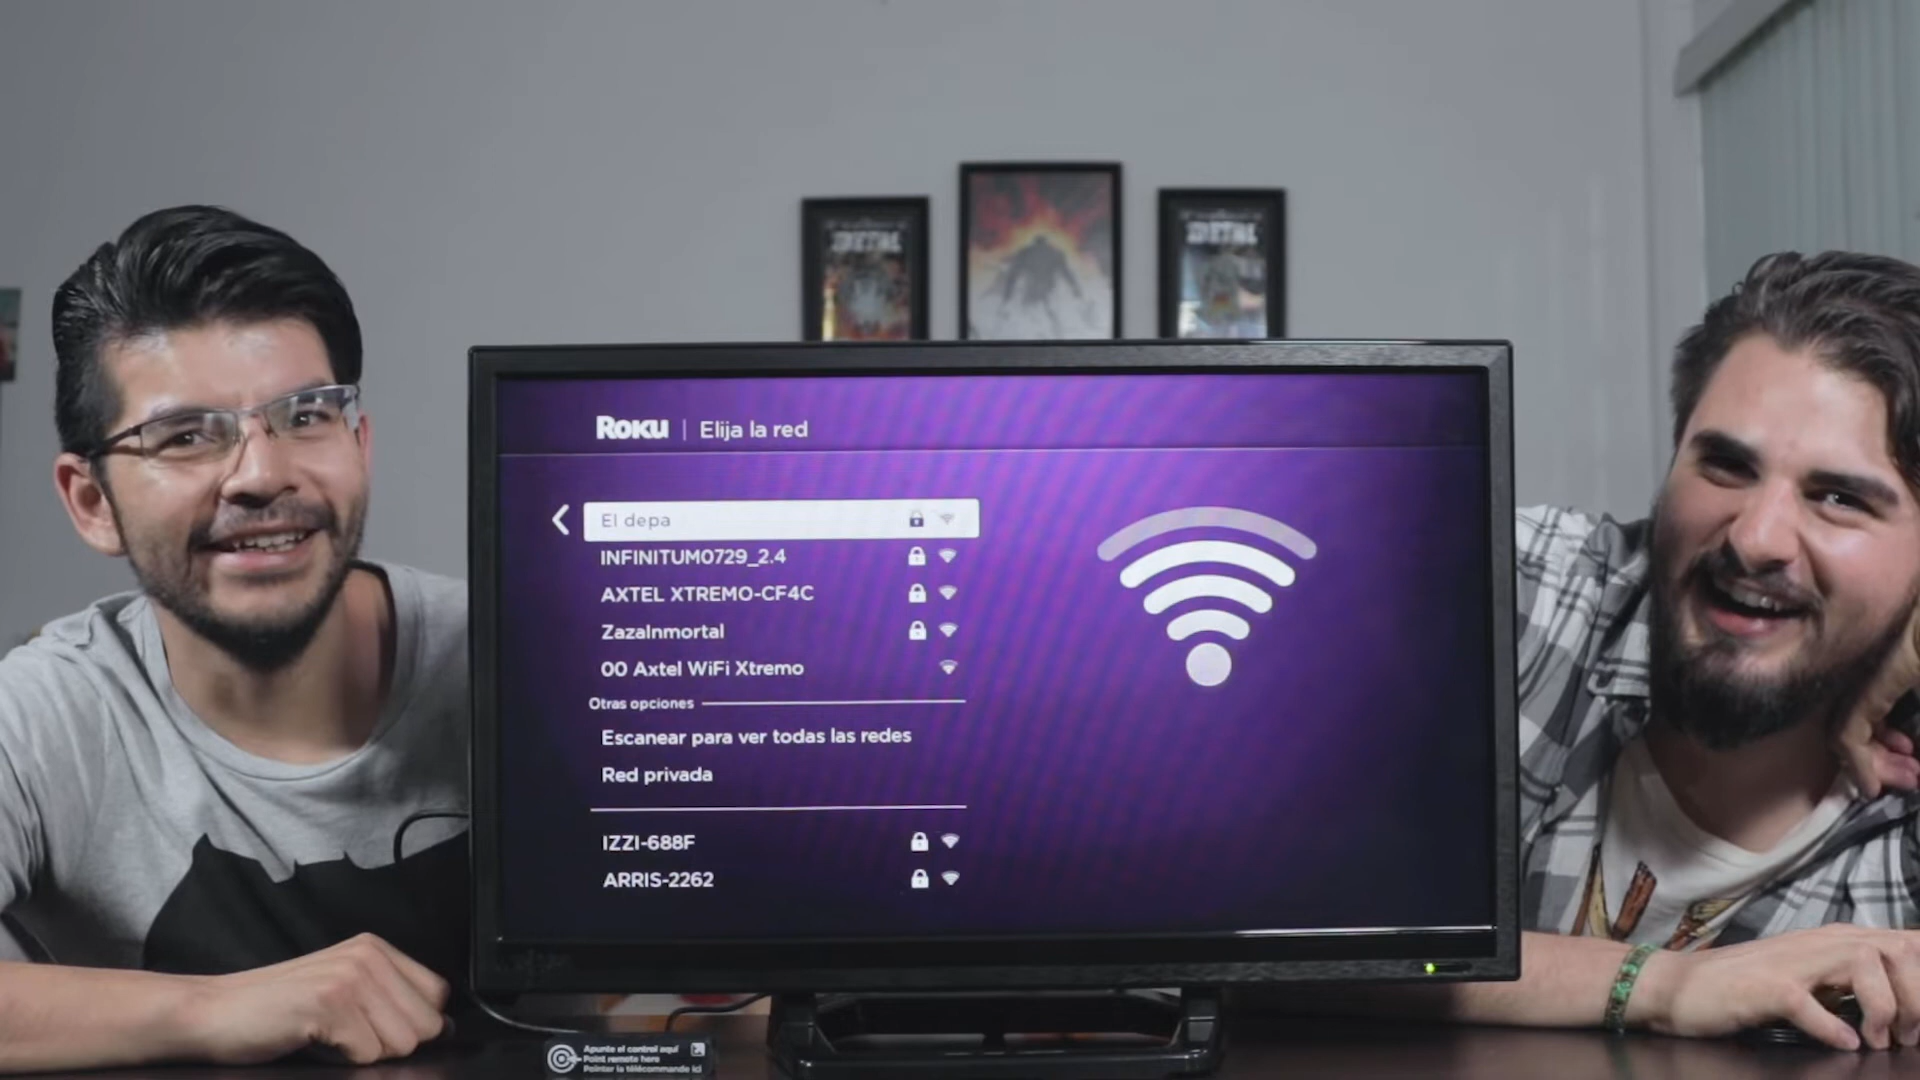 METAL
METAL
Roku | Elija la red
El depa
INFINITUM0729_2.4
AXTEL XTREMO-CF4C
ZazaInmortal
00 Axtel WiFi Xtremo
Otras opciones
Escanear para ver todas las redes
Red privada
IZZI-688F
ARRIS-2262
Apunte el control aquí
Point remote here
Pointer la télécommande ici